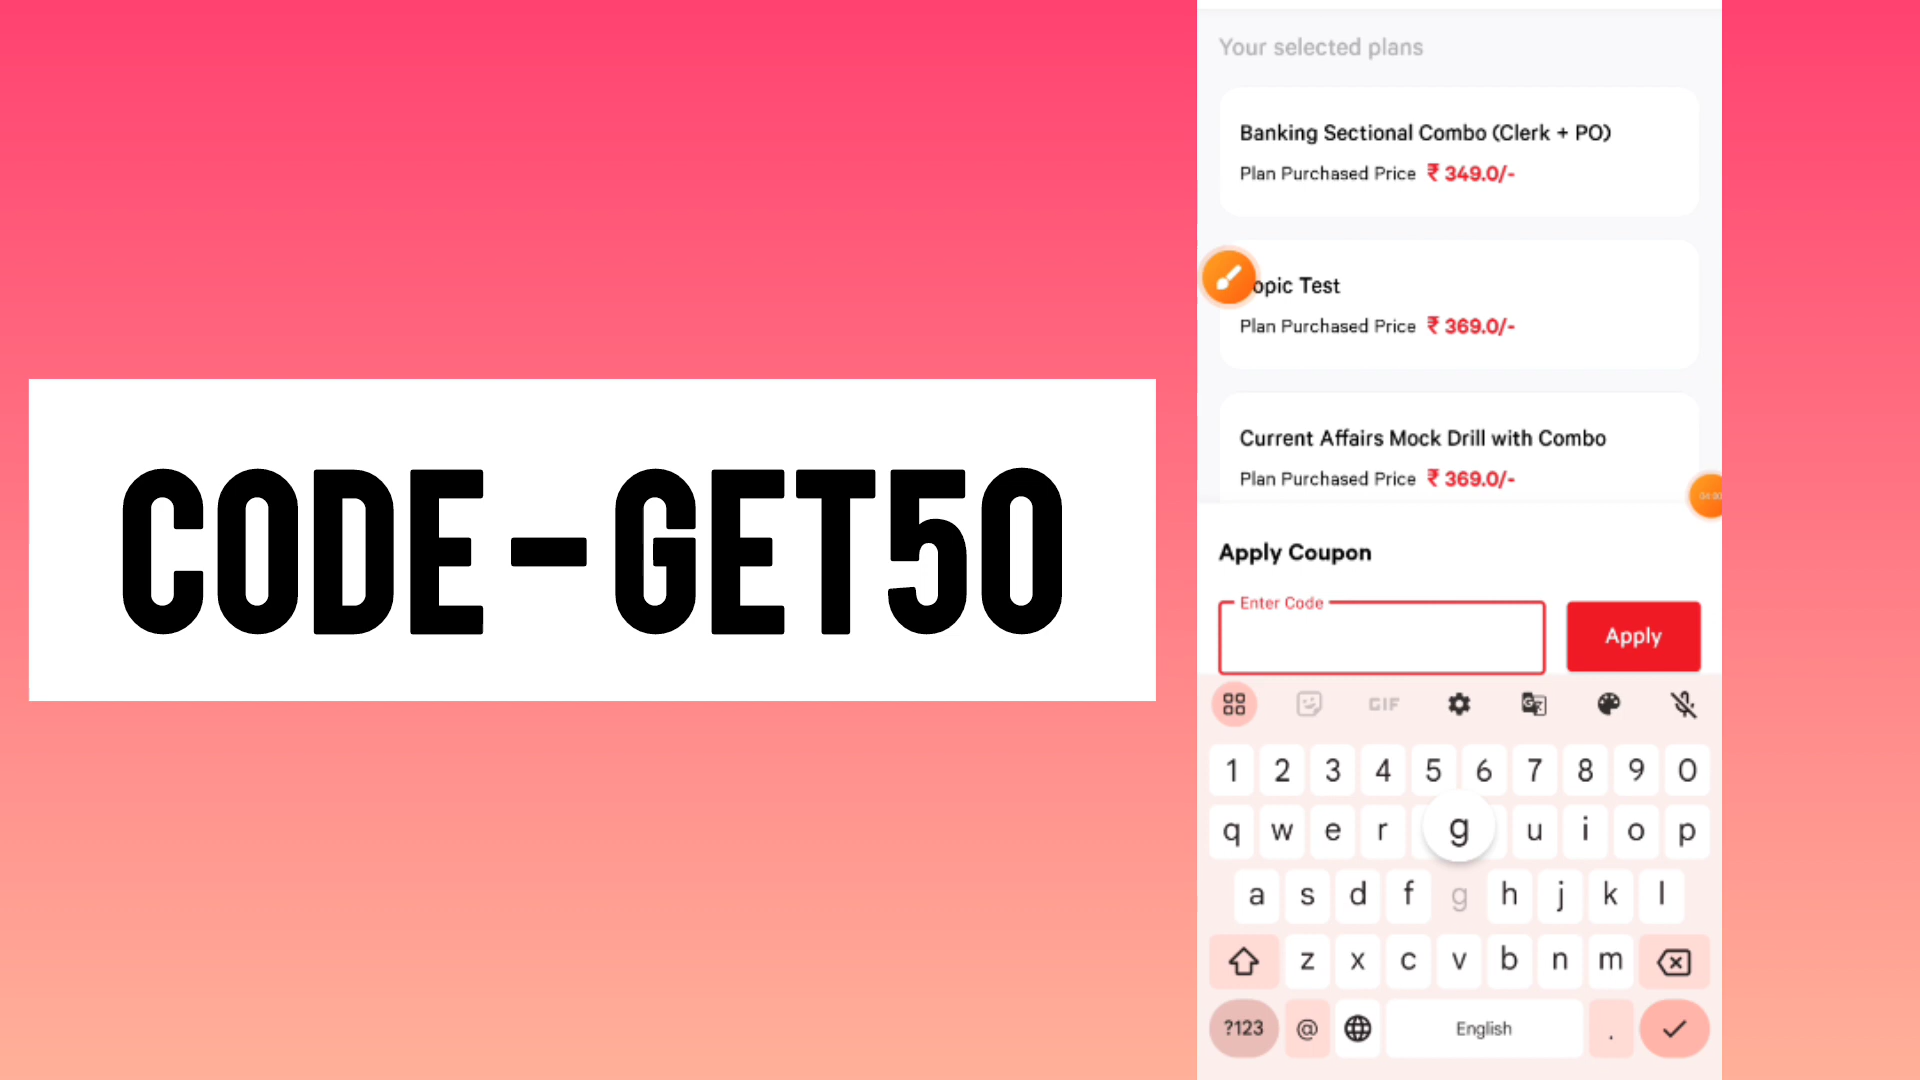 CODE-GET50
Your selected plans
Banking Sectional Combo (Clerk + PO)
Plan Purchased Price ₹ 349.0/-
opic Test
Plan Purchased Price ₹ 369.0/-
Current Affairs Mock Drill with Combo
Plan Purchased Price ₹ 369.0/-
Apply Coupon
Enter Code
Apply
GIF
1 2 3 4 5 6 7 8 9 0
q w e r g u i o p
a s d f g h j k l
z x c v b n m
?123 @ English .